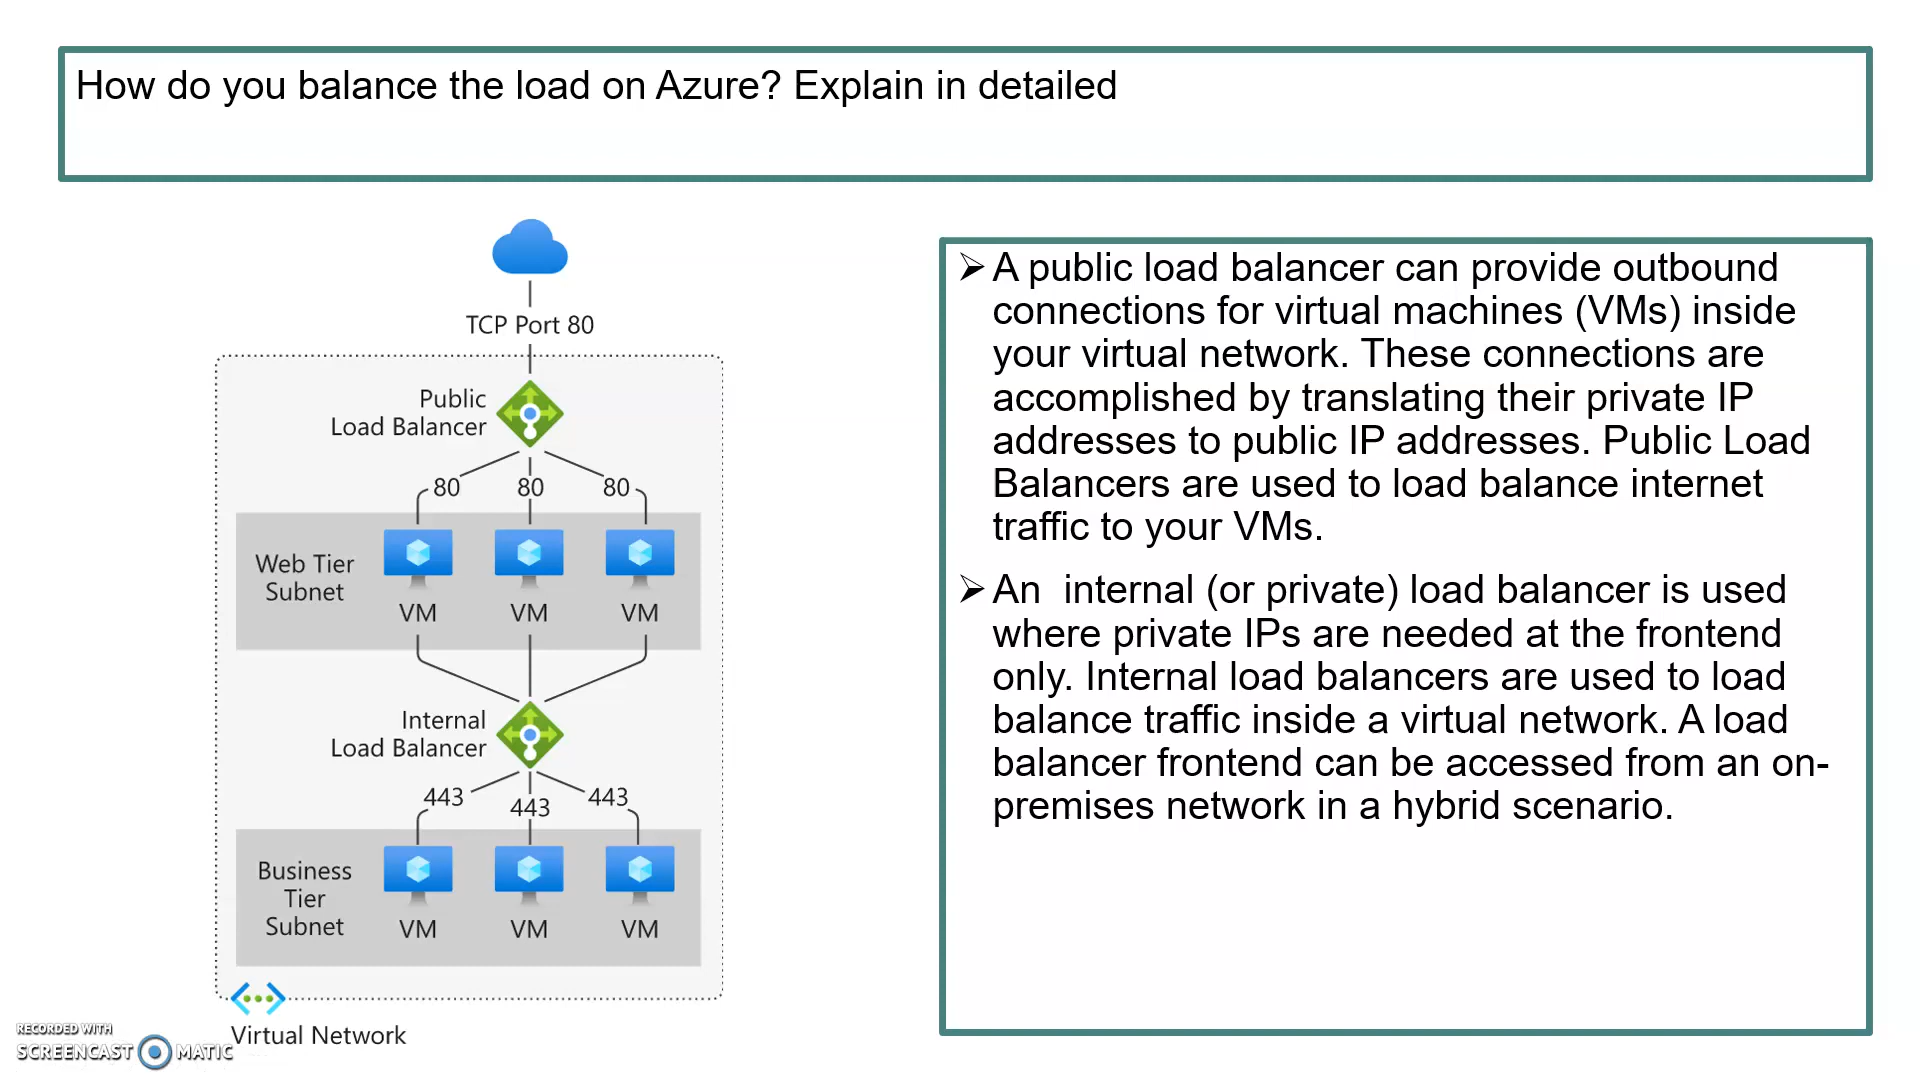 How do you balance the load on Azure? Explain in detailed
TCP Port 80
Public
Load Balancer
80 80 80
Web Tier
Subnet
VM VM VM
Internal
Load Balancer
443 443 443
Business
Tier
Subnet
VM VM VM
Virtual Network
➢ A public load balancer can provide outbound
connections for virtual machines (VMs) inside
your virtual network. These connections are
accomplished by translating their private IP
addresses to public IP addresses. Public Load
Balancers are used to load balance internet
traffic to your VMs.
➢ An  internal (or private) load balancer is used
where private IPs are needed at the frontend
only. Internal load balancers are used to load
balance traffic inside a virtual network. A load
balancer frontend can be accessed from an on-
premises network in a hybrid scenario.
RECORDED WITH
SCREENCAST MATIC